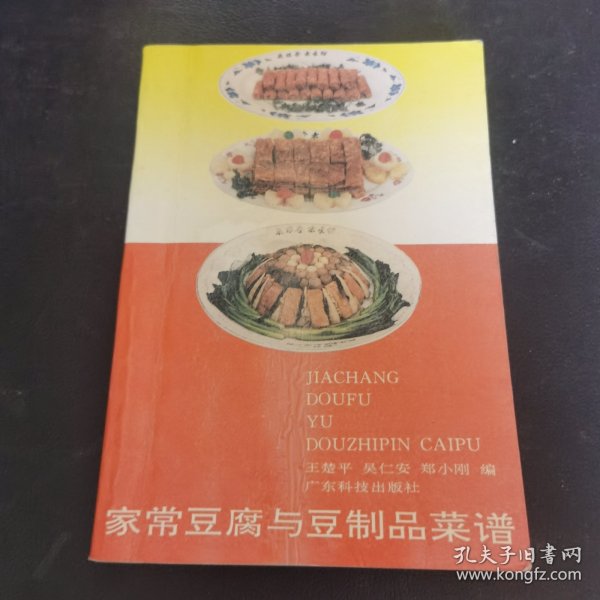 JIACHANG
DOUFU
YU
DOUZHIPIN CAIPU
王楚平 吴仁安 郑小刚 编
广东科技出版社
家常豆腐与豆制品菜谱
孔夫子旧书网
www.kongfz.com